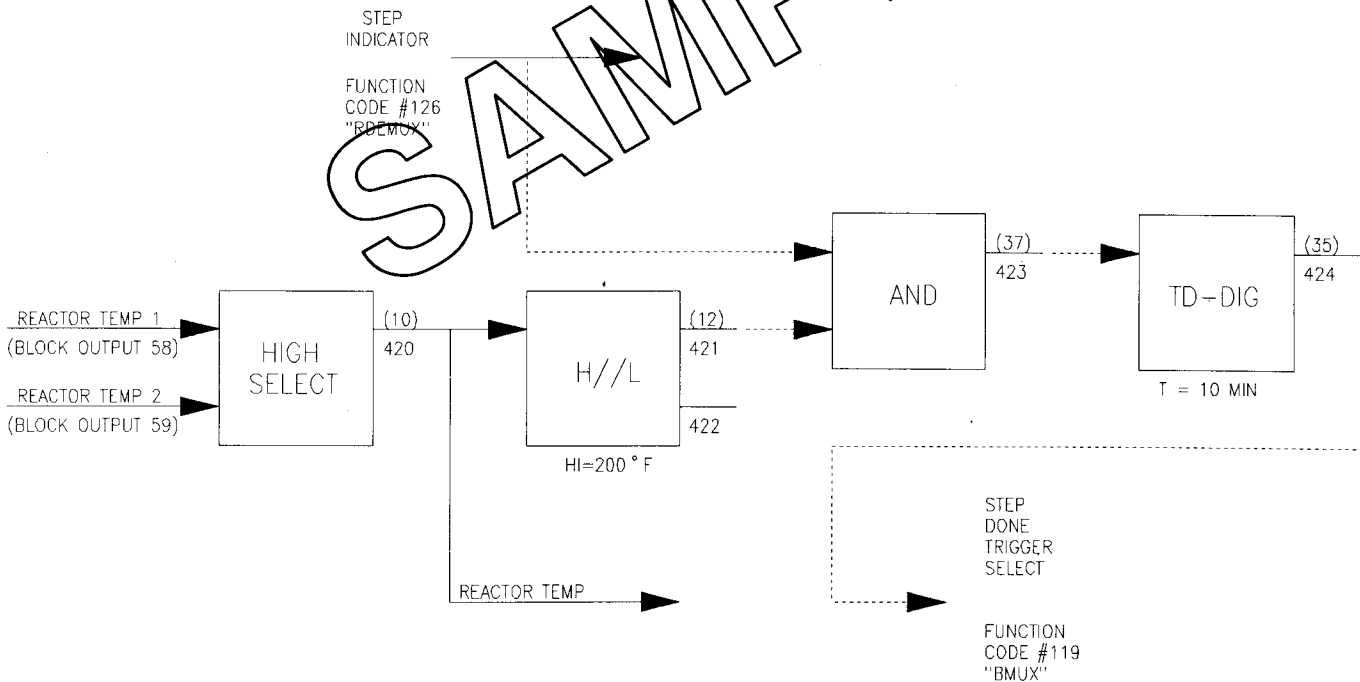 STEP
INDICATOR
FUNCTION
CODE #126
"RDEMUX"
SAMP
REACTOR TEMP 1
(BLOCK OUTPUT 58)
REACTOR TEMP 2
(BLOCK OUTPUT 59)
HIGH
SELECT
(10)
420
H//L
HI=200°F
(12)
421
422
AND
(37)
423
TD-DIG
T = 10 MIN
(35)
424
REACTOR TEMP
STEP
DONE
TRIGGER
SELECT
FUNCTION
CODE #119
"BMUX"